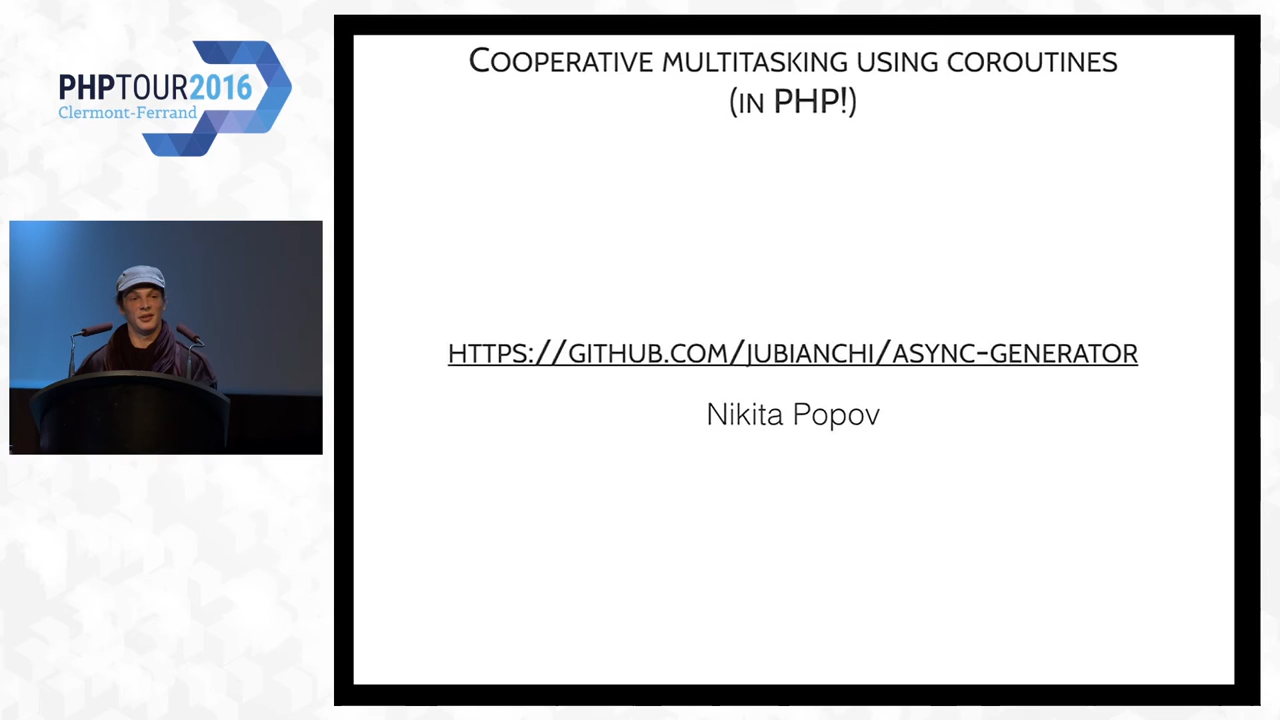 PHPTOUR2016
Clermont-Ferrand
COOPERATIVE MULTITASKING USING COROUTINES
(IN PHP!)
HTTPS://GITHUB.COM/JUBIANCHI/ASYNC-GENERATOR
Nikita Popov